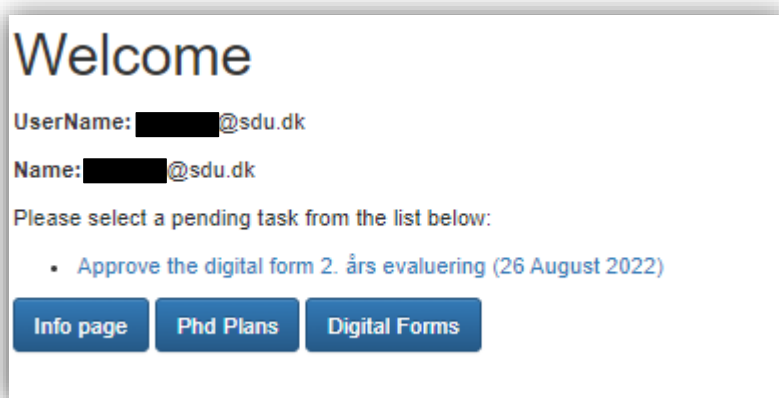 Welcome
UserName: @sdu.dk
Name: @sdu.dk
Please select a pending task from the list below:
• Approve the digital form 2. års evaluering (26 August 2022)
Info page Phd Plans Digital Forms